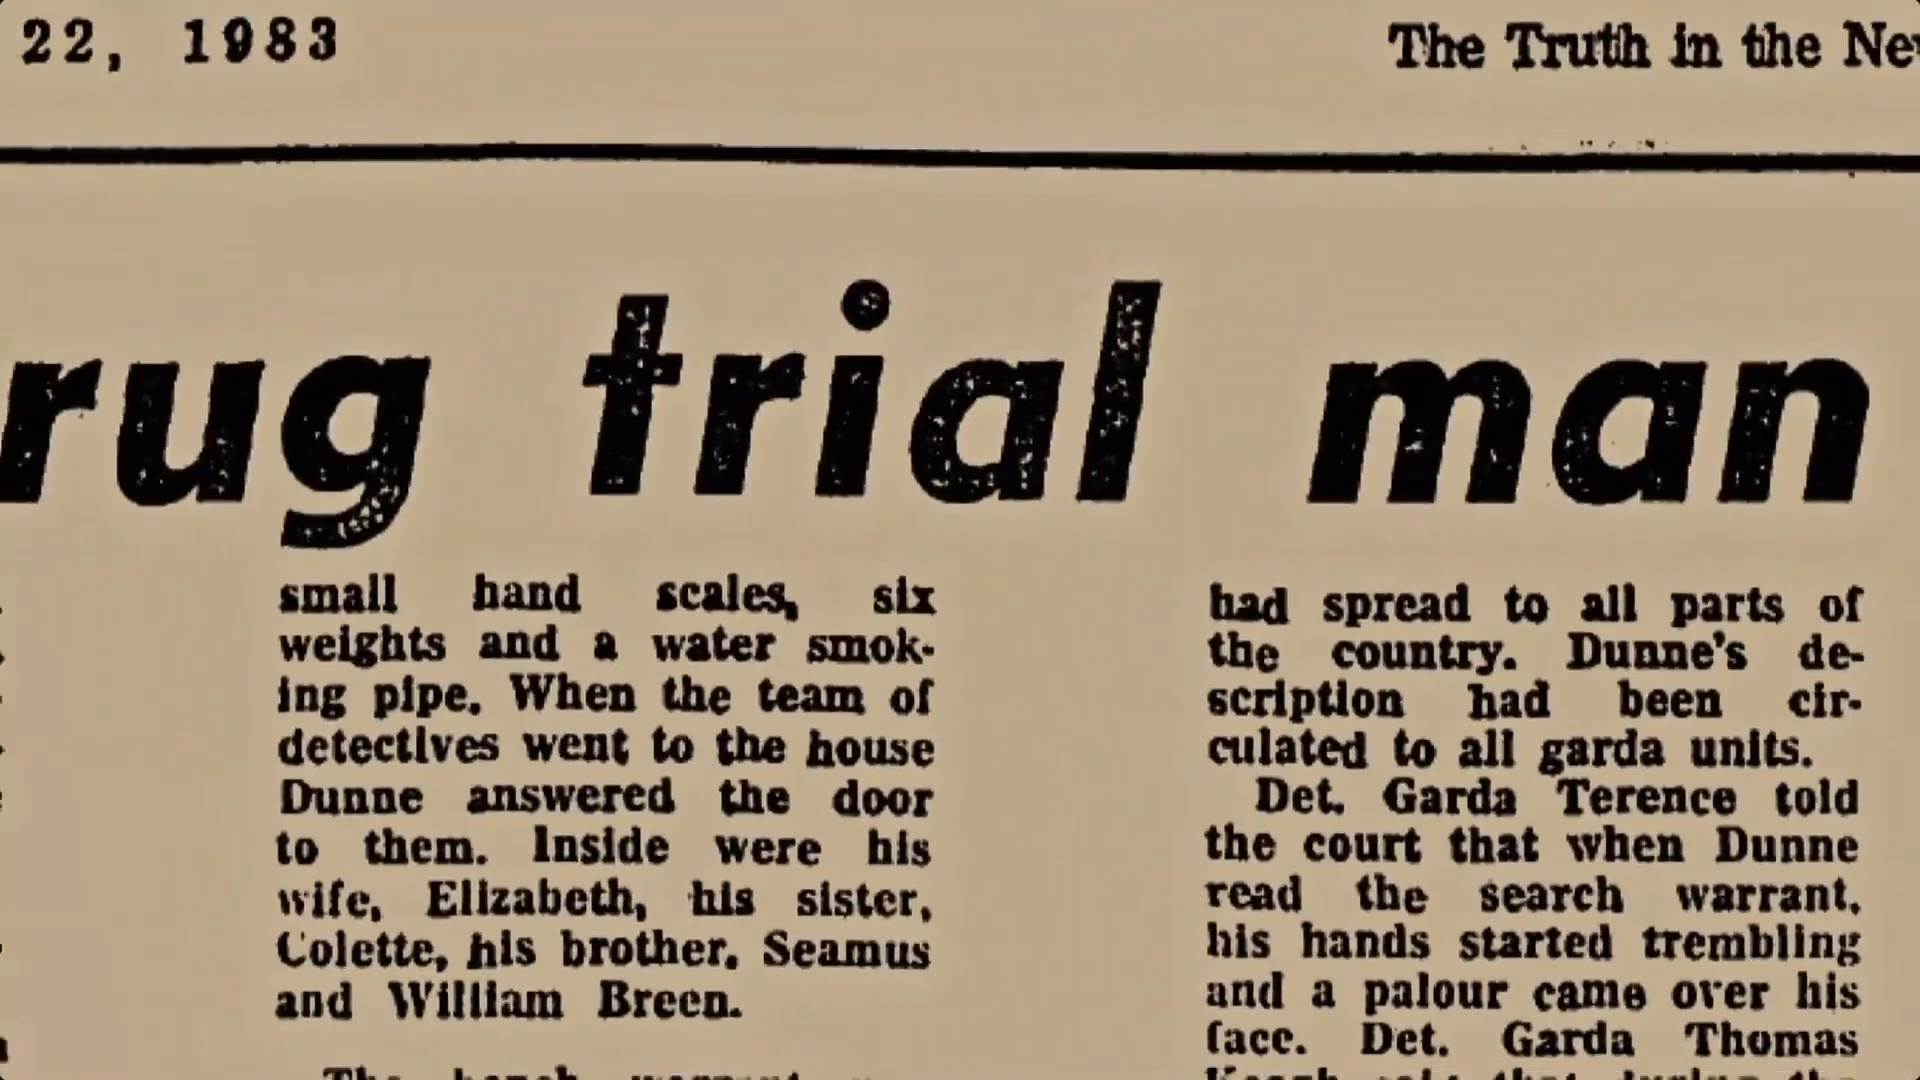 22, 1983
The Truth in the Ne
rug trial man
small hand scales, six
weights and a water smok-
ing pipe. When the team of
detectives went to the house
Dunne answered the door
to them. Inside were his
wife, Elizabeth, his sister,
Colette, his brother. Seamus
and William Breen.
had spread to all parts of
the country. Dunne's de-
scription had been cir-
culated to all garda units.
Det. Garda Terence told
the court that when Dunne
read the search warrant.
his hands started trembling
and a palour came over his
face. Det. Garda Thomas